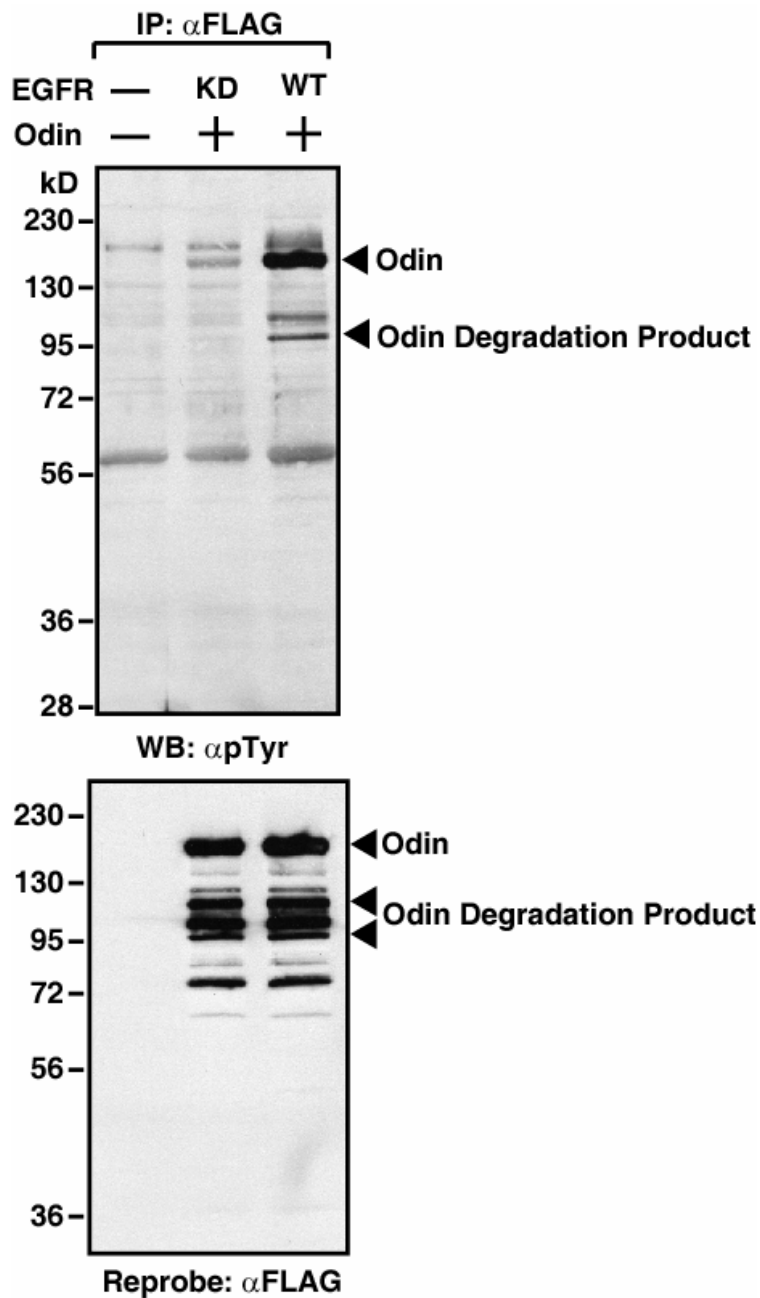 IP: αFLAG
EGFR — KD WT
Odin — + +
kD
230
Odin
130
Odin Degradation Product
95
72
56
36
28
WB: αpTyr
230
Odin
130
Odin Degradation Product
95
72
56
36
Reprobe: αFLAG